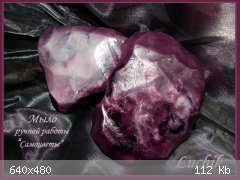 Мыло
ручной работы
"Самоцветы"
640x480
112 Kb